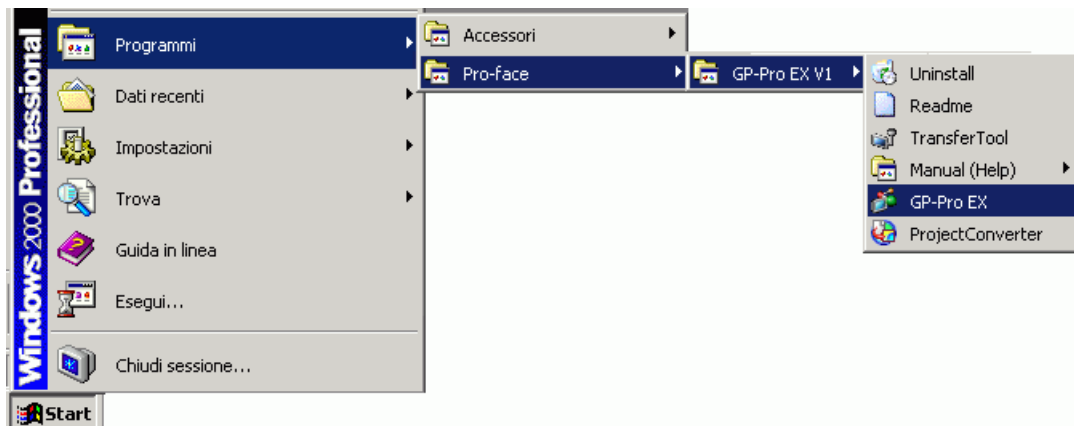 Windows 2000 Professional
Programmi
Dati recenti
Impostazioni
Trova
Guida in linea
Esegui...
Chiudi sessione...
Start
Accessori
Pro-face
GP-Pro EX V1
Uninstall
Readme
TransferTool
Manual (Help)
GP-Pro EX
ProjectConverter